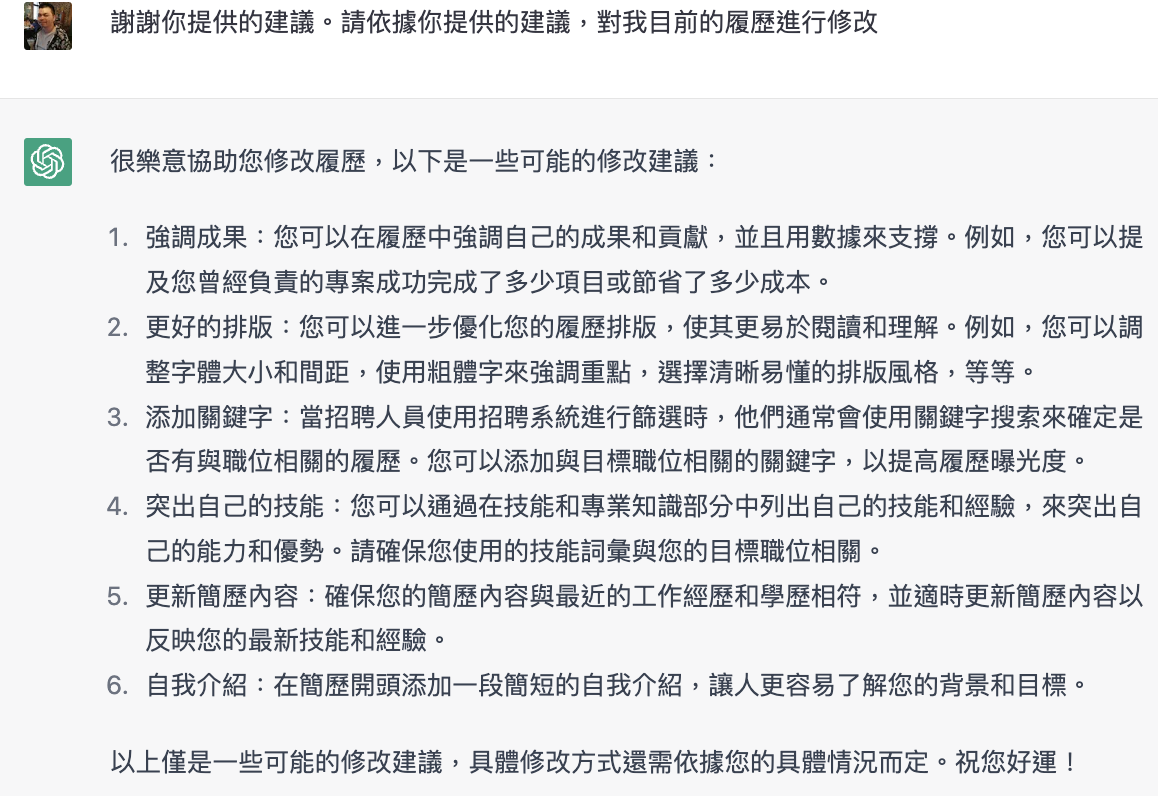 謝謝你提供的建議。請依據你提供的建議，對我目前的履歷進行修改
很樂意協助您修改履歷，以下是一些可能的修改建議：
1. 強調成果：您可以在履歷中強調自己的成果和貢獻，並且用數據來支撐。例如，您可以提
及您曾經負責的專案成功完成了多少項目或節省了多少成本。
2. 更好的排版：您可以進一步優化您的履歷排版，使其更易於閱讀和理解。例如，您可以調
整字體大小和間距，使用粗體字來強調重點，選擇清晰易懂的排版風格，等等。
3. 添加關鍵字：當招聘人員使用招聘系統進行篩選時，他們通常會使用關鍵字搜索來確定是
否有與職位相關的履歷。您可以添加與目標職位相關的關鍵字，以提高履歷曝光度。
4. 突出自己的技能：您可以通過在技能和專業知識部分中列出自己的技能和經驗，來突出自
己的能力和優勢。請確保您使用的技能詞彙與您的目標職位相關。
5. 更新簡歷內容：確保您的簡歷內容與最近的工作經歷和學歷相符，並適時更新簡歷內容以
反映您的最新技能和經驗。
6. 自我介紹：在簡歷開頭添加一段簡短的自我介紹，讓人更容易了解您的背景和目標。
以上僅是一些可能的修改建議，具體修改方式還需依據您的具體情況而定。祝您好運！